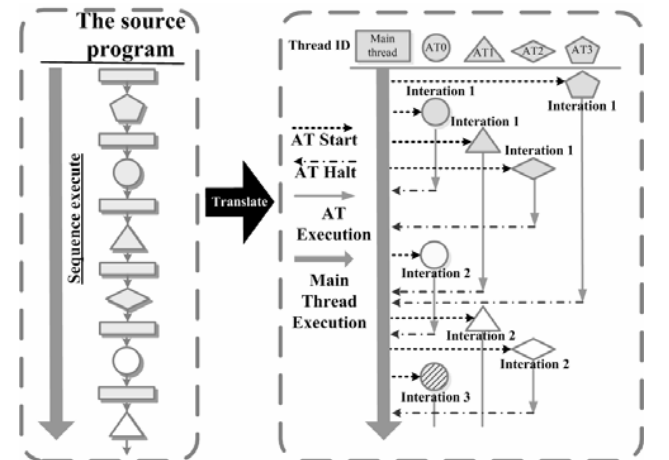 The source
program
Sequence execute
Translate
Thread ID
Main
thread
AT0
AT1
AT2
AT3
Interation 1
Interation 1
Interation 1
Interation 1
AT Start
AT Halt
AT
Execution
Main
Thread
Execution
Interation 2
Interation 2
Interation 2
Interation 3